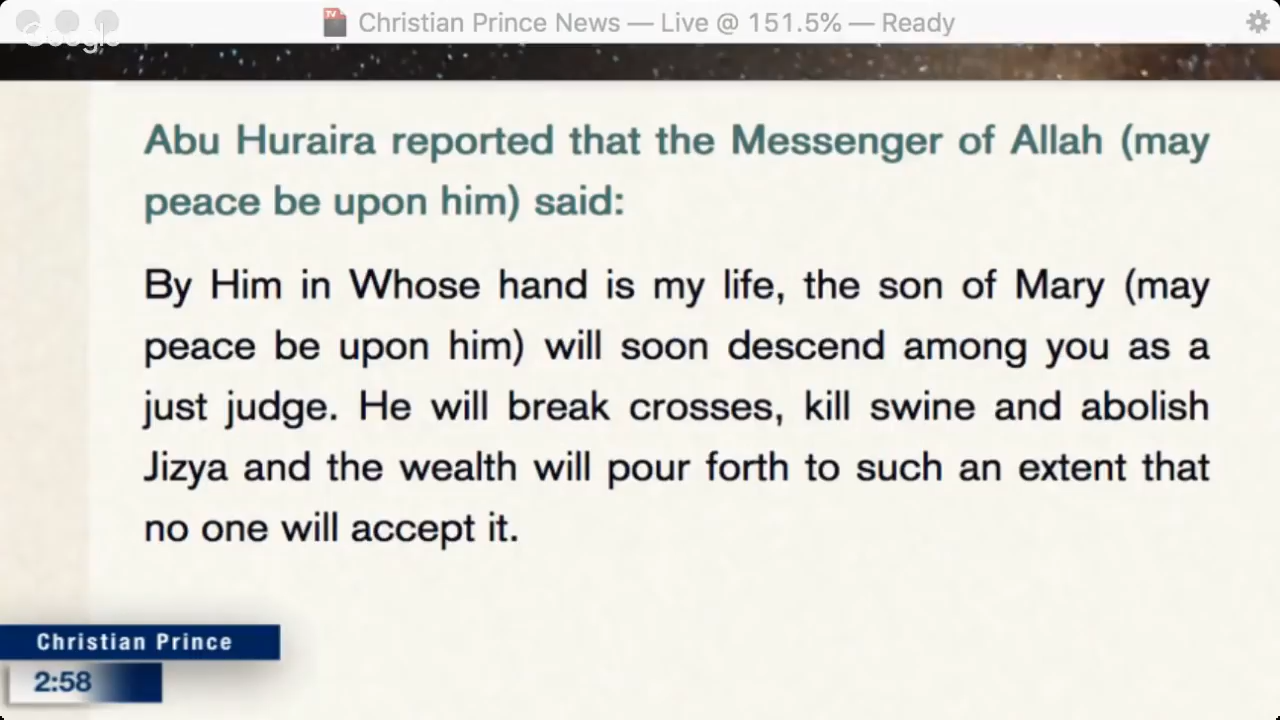 Christian Prince News — Live @ 151.5% — Ready
Google
Abu Huraira reported that the Messenger of Allah (may
peace be upon him) said:
By Him in Whose hand is my life, the son of Mary (may
peace be upon him) will soon descend among you as a
just judge. He will break crosses, kill swine and abolish
Jizya and the wealth will pour forth to such an extent that
no one will accept it.
Christian Prince
2:58